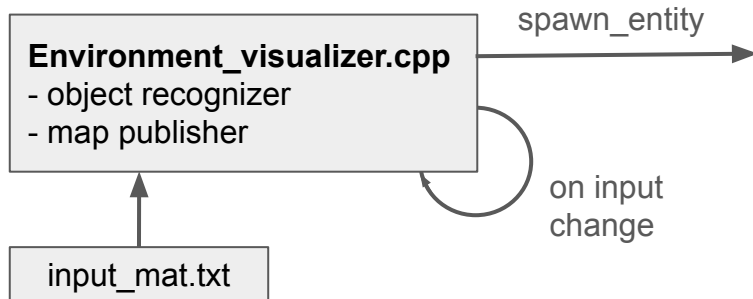 spawn_entity
Environment_visualizer.cpp
- object recognizer
- map publisher
on input
change
input_mat.txt